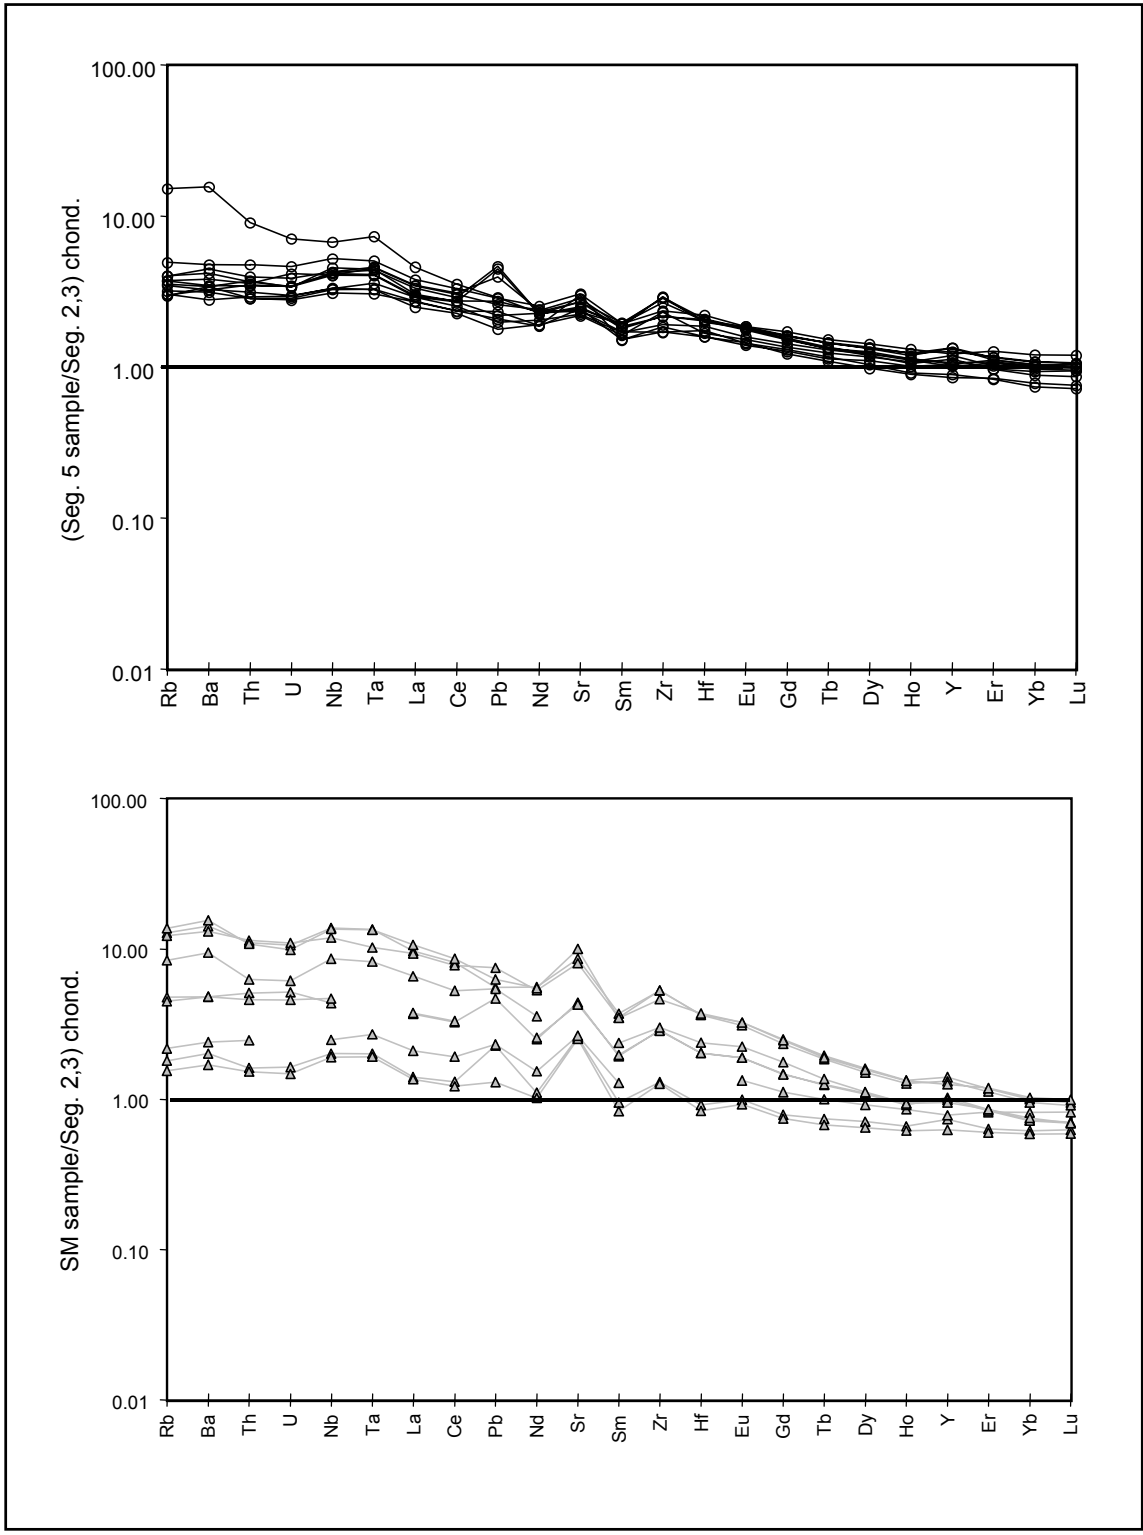 100.00
10.00
1.00
0.10
0.01
(Seg. 5 sample/Seg. 2,3) chond.
Rb Ba Th U Nb Ta La Ce Pb Nd Sr Sm Zr Hf Eu Gd Tb Dy Ho Y Er Yb Lu
100.00
10.00
1.00
0.10
0.01
SM sample/Seg. 2,3) chond.
Rb Ba Th U Nb Ta La Ce Pb Nd Sr Sm Zr Hf Eu Gd Tb Dy Ho Y Er Yb Lu